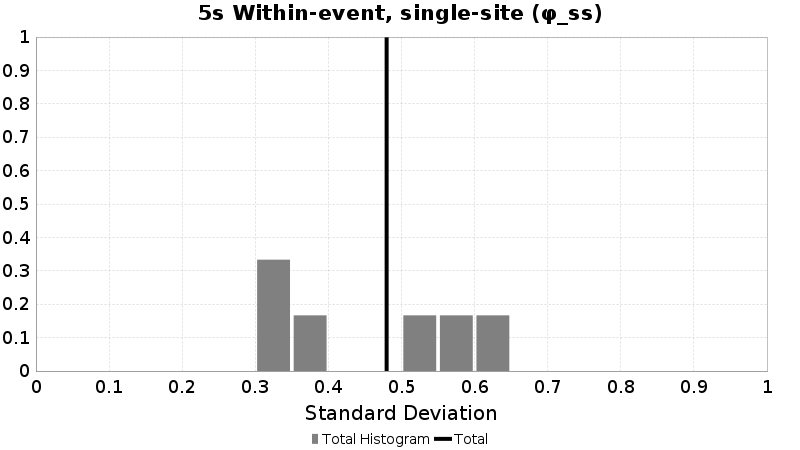 5s Within-event, single-site (φ_ss)
1
0.9
0.8
0.7
0.6
0.5
0.4
0.3
0.2
0.1
0
0 0.1 0.2 0.3 0.4 0.5 0.6 0.7 0.8 0.9 1
Standard Deviation
Total Histogram Total